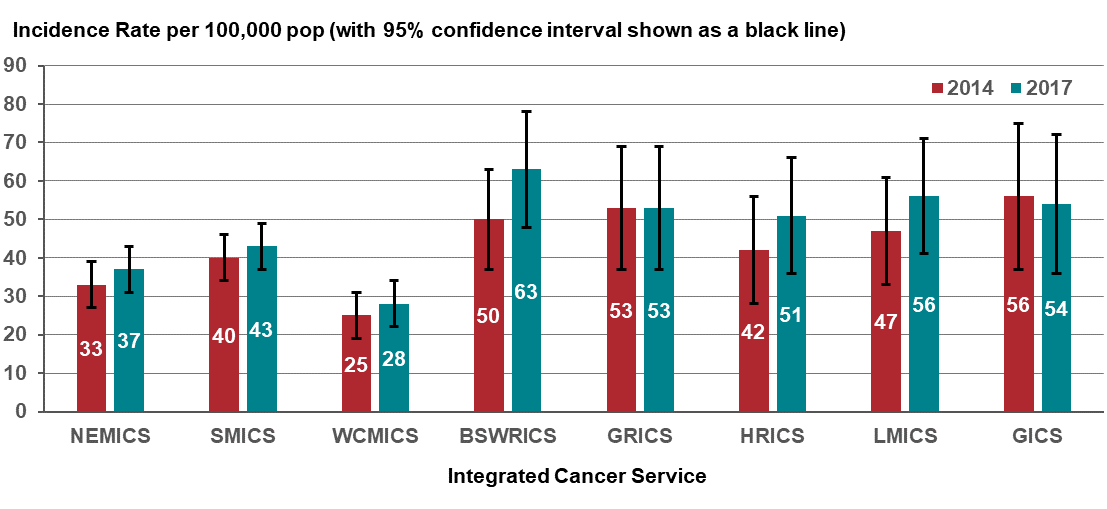 Incidence Rate per 100,000 pop (with 95% confidence interval shown as a black line)
90
80
70
60
50
40
30
20
10
0
2014 2017
33 37 40 43 25 28 50 63 53 53 42 51 47 56 56 54
NEMICS SMICS WCMICS BSWRICS GRICS HRICS LMICS GICS
Integrated Cancer Service